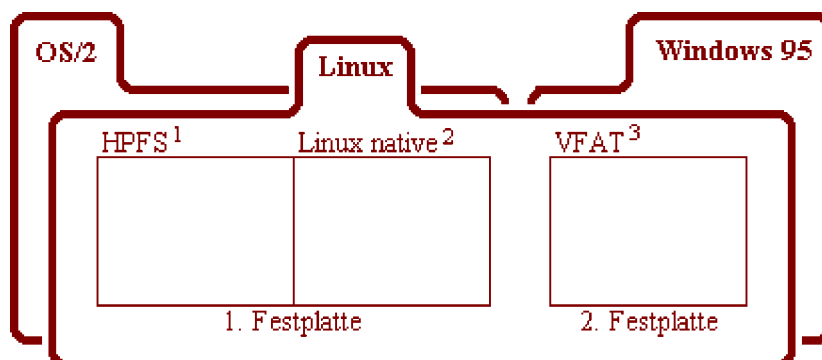 OS/2
Linux
Windows 95
HPFS 1
Linux native 2
VFAT 3
1. Festplatte
2. Festplatte